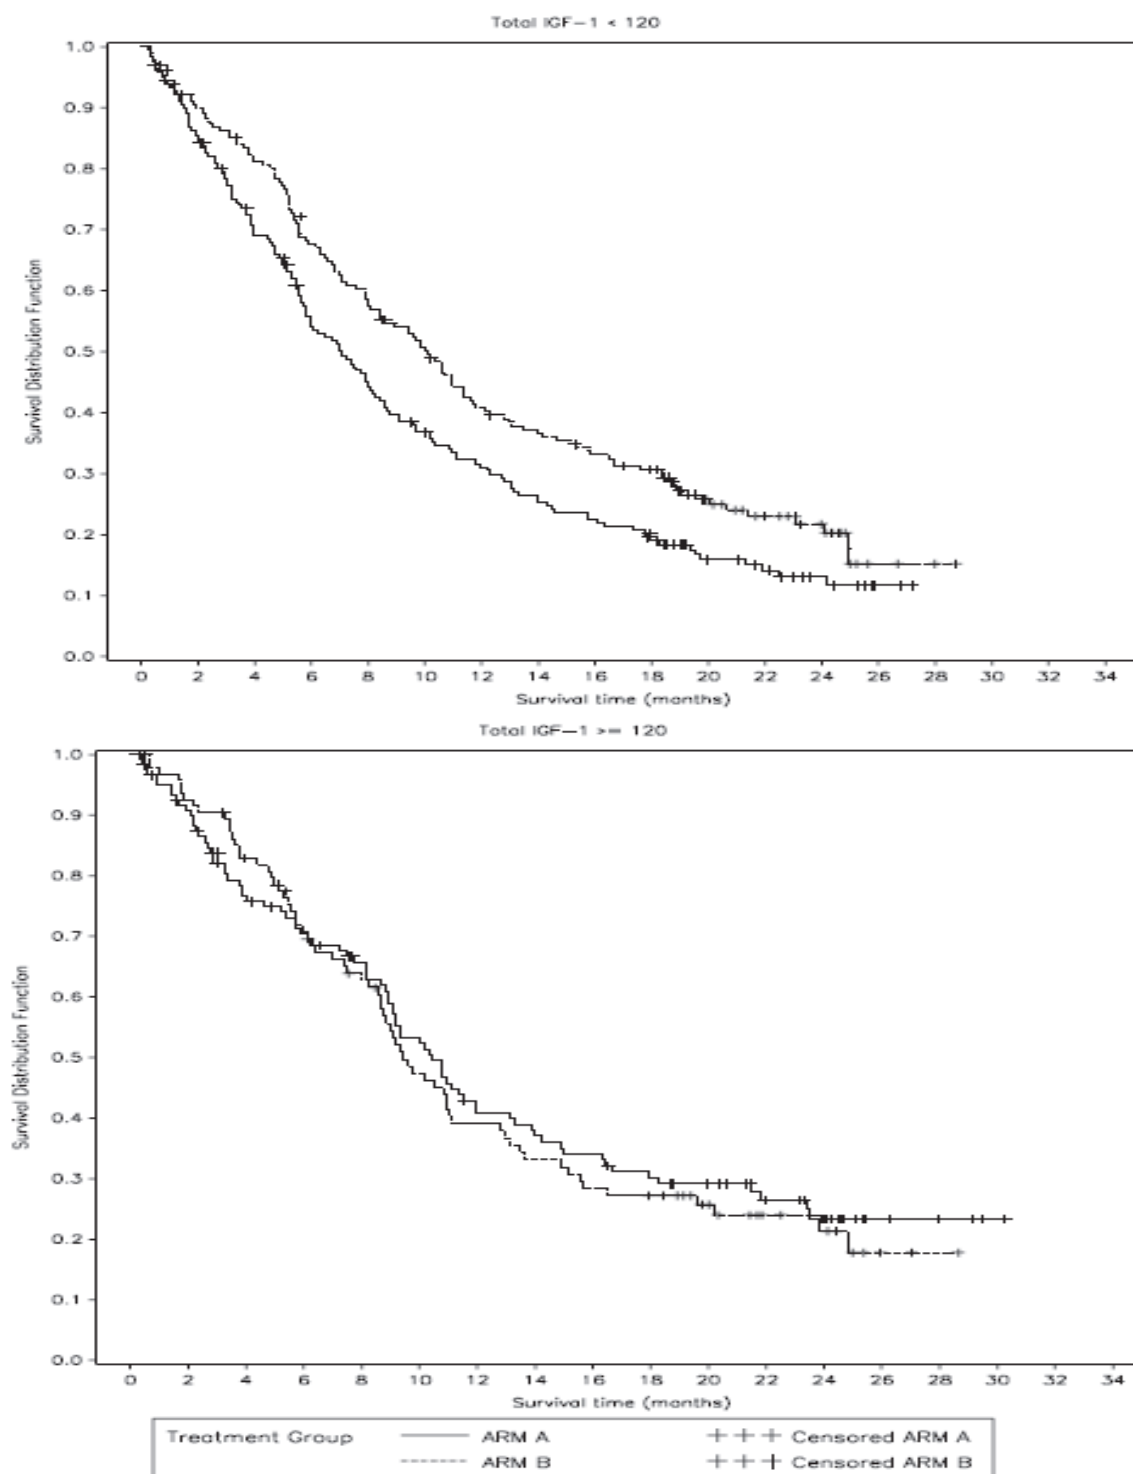 Total IGF-1 < 120
1.0
0.9
0.8
0.7
0.6
0.5
0.4
0.3
0.2
0.1
0.0
Survival Distribution Function
0 2 4 6 8 10 12 14 16 18 20 22 24 26 28 30 32 34
Survival time (months)
Total IGF-1 >= 120
1.0
0.9
0.8
0.7
0.6
0.5
0.4
0.3
0.2
0.1
0.0
Survival Distribution Function
0 2 4 6 8 10 12 14 16 18 20 22 24 26 28 30 32 34
Survival time (months)
Treatment Group ARM A +++ Censored ARM A
ARM B +++ Censored ARM B